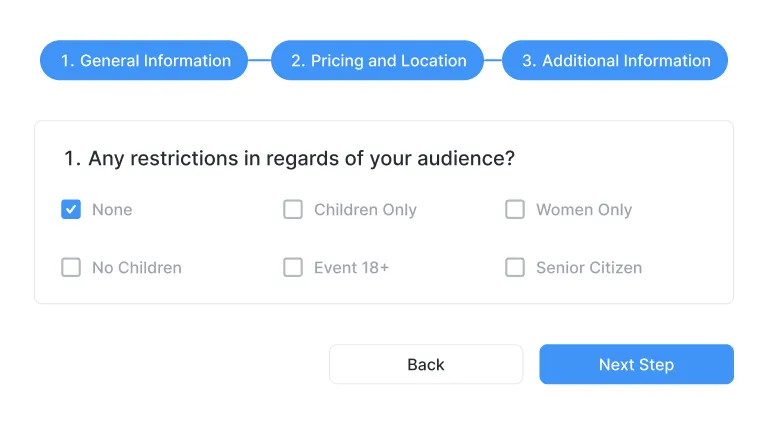 1. General Information
2. Pricing and Location
3. Additional Information
1. Any restrictions in regards of your audience?
None
Children Only
Women Only
No Children
Event 18+
Senior Citizen
Back
Next Step